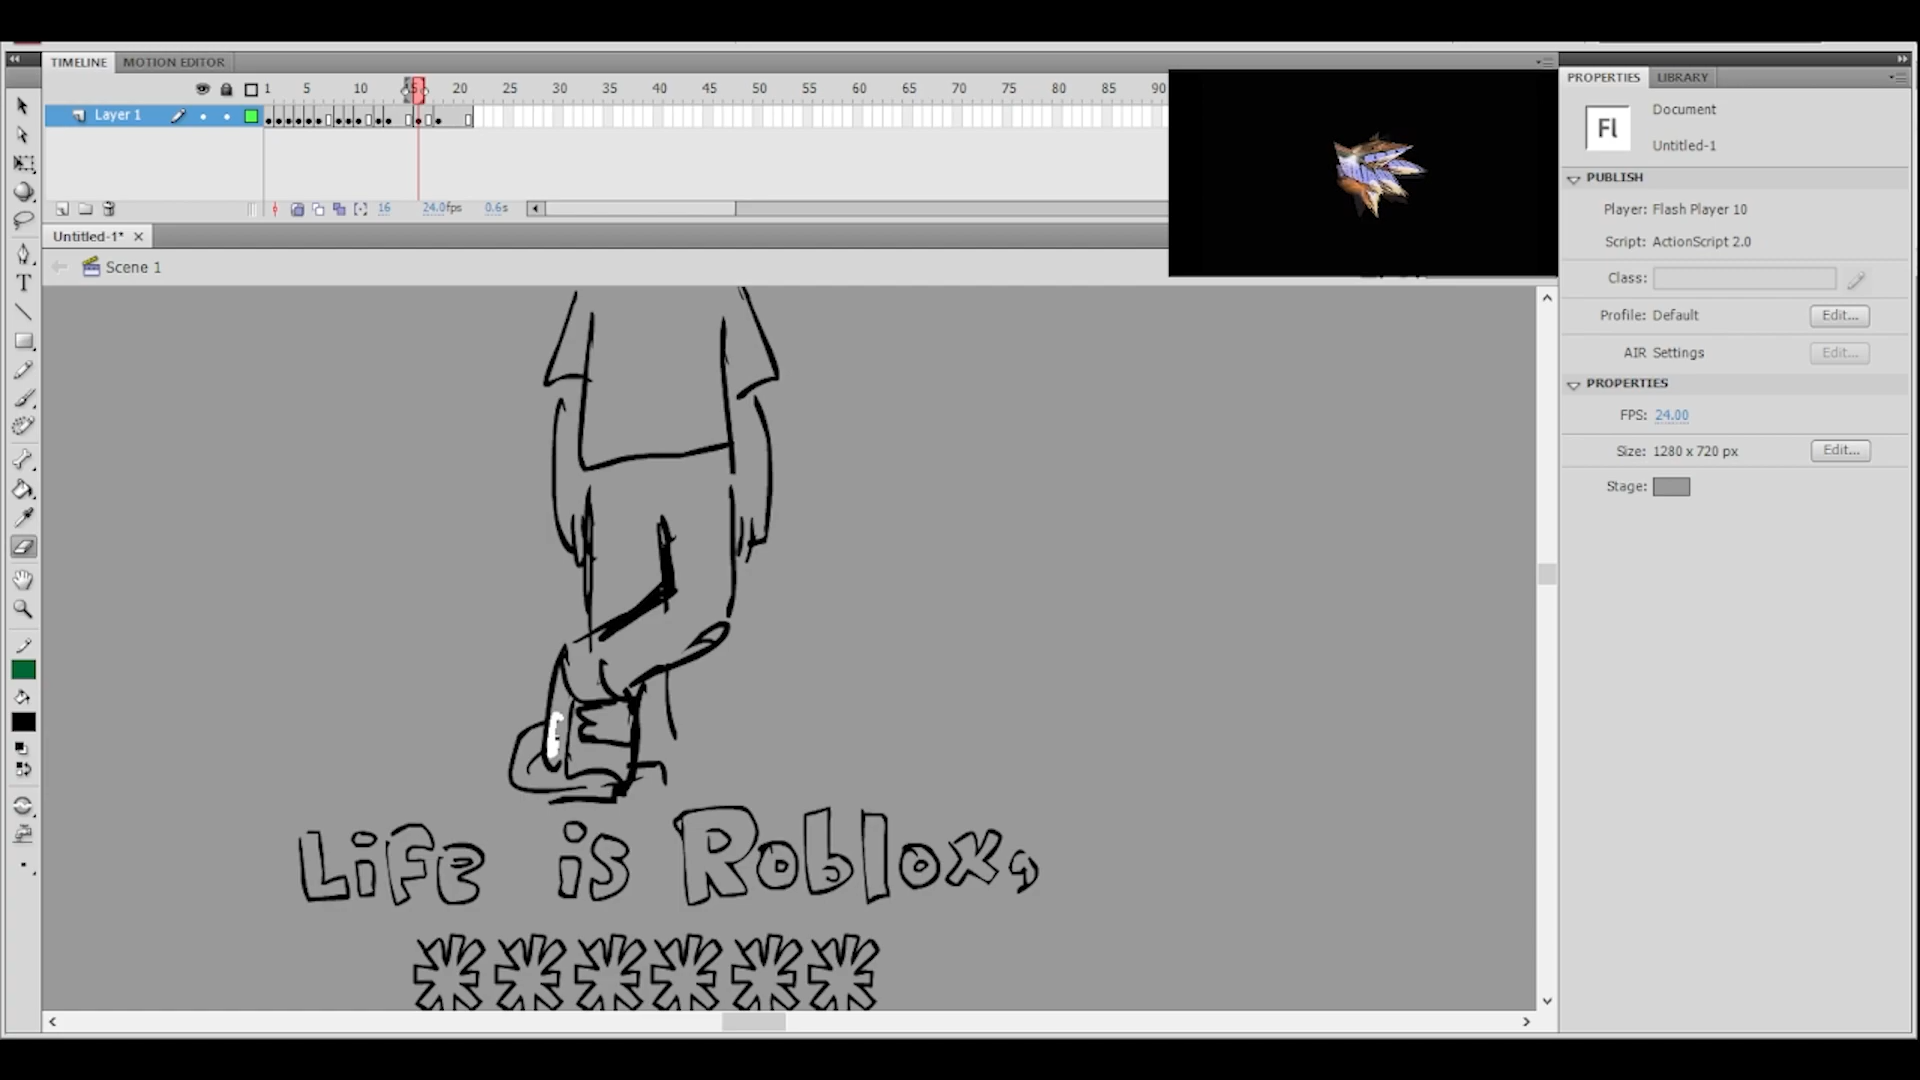 TIMELINE MOTION EDITOR
1 5 10 15 20 25 30 35 40 45 50 55 60 65 70 75 80 85 90
Layer 1
16 24.0fps 0.6s
Untitled-1*
Scene 1
PROPERTIES LIBRARY
Fl
Document
Untitled-1
PUBLISH
Player: Flash Player 10
Script: ActionScript 2.0
Class:
Profile: Default Edit...
AIR Settings Edit...
PROPERTIES
FPS: 24.00
Size: 1280 x 720 px Edit...
Stage:
Life is Roblox,
******